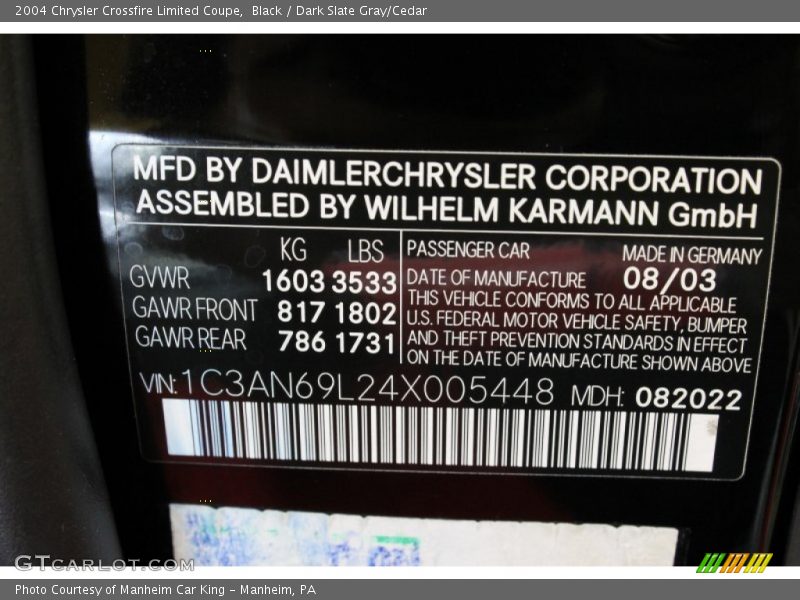 2004 Chrysler Crossfire Limited Coupe, Black / Dark Slate Gray/Cedar
MFD BY DAIMLERCHRYSLER CORPORATION
ASSEMBLED BY WILHELM KARMANN GmbH
KG LBS
GVWR 1603 3533
GAWR FRONT 817 1802
GAWR REAR 786 1731
PASSENGER CAR MADE IN GERMANY
DATE OF MANUFACTURE 08/03
THIS VEHICLE CONFORMS TO ALL APPLICABLE
U.S. FEDERAL MOTOR VEHICLE SAFETY, BUMPER
AND THEFT PREVENTION STANDARDS IN EFFECT
ON THE DATE OF MANUFACTURE SHOWN ABOVE
VIN: 1C3AN69L24X005448 MDH: 082022
GTCarLot.com
Photo Courtesy of Manheim Car King - Manheim, PA